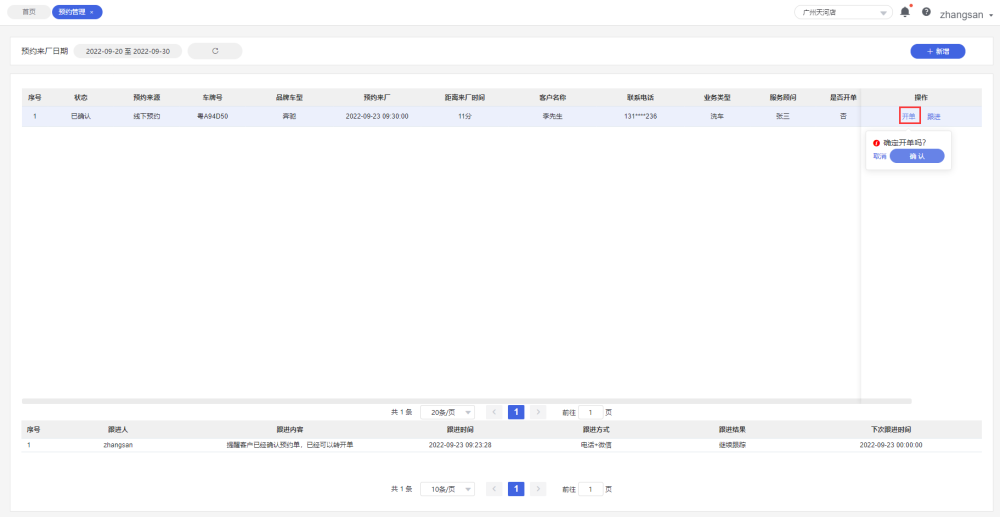 首页 预约管理 × 广州天河店 zhangsan
预约来厂日期 2022-09-20 至 2022-09-30 + 新增
序号 状态 预约来源 车牌号 品牌车型 预约来厂 距离来厂时间 客户名称 联系电话 业务类型 服务顾问 是否开单 操作
1 已确认 线下预约 粤A94D50 奔驰 2022-09-23 09:30:00 11分 李先生 131****236 洗车 张三 否 开单 跟进
确定开单吗?
取消 确 认
共 1 条 20条/页 < 1 > 前往 1 页
序号 跟进人 跟进内容 跟进时间 跟进方式 跟进结果 下次跟进时间
1 zhangsan 提醒客户已经确认预约单，已经可以转开单 2022-09-23 09:23:28 电话+微信 继续跟踪 2022-09-23 00:00:00
共 1 条 10条/页 < 1 > 前往 1 页